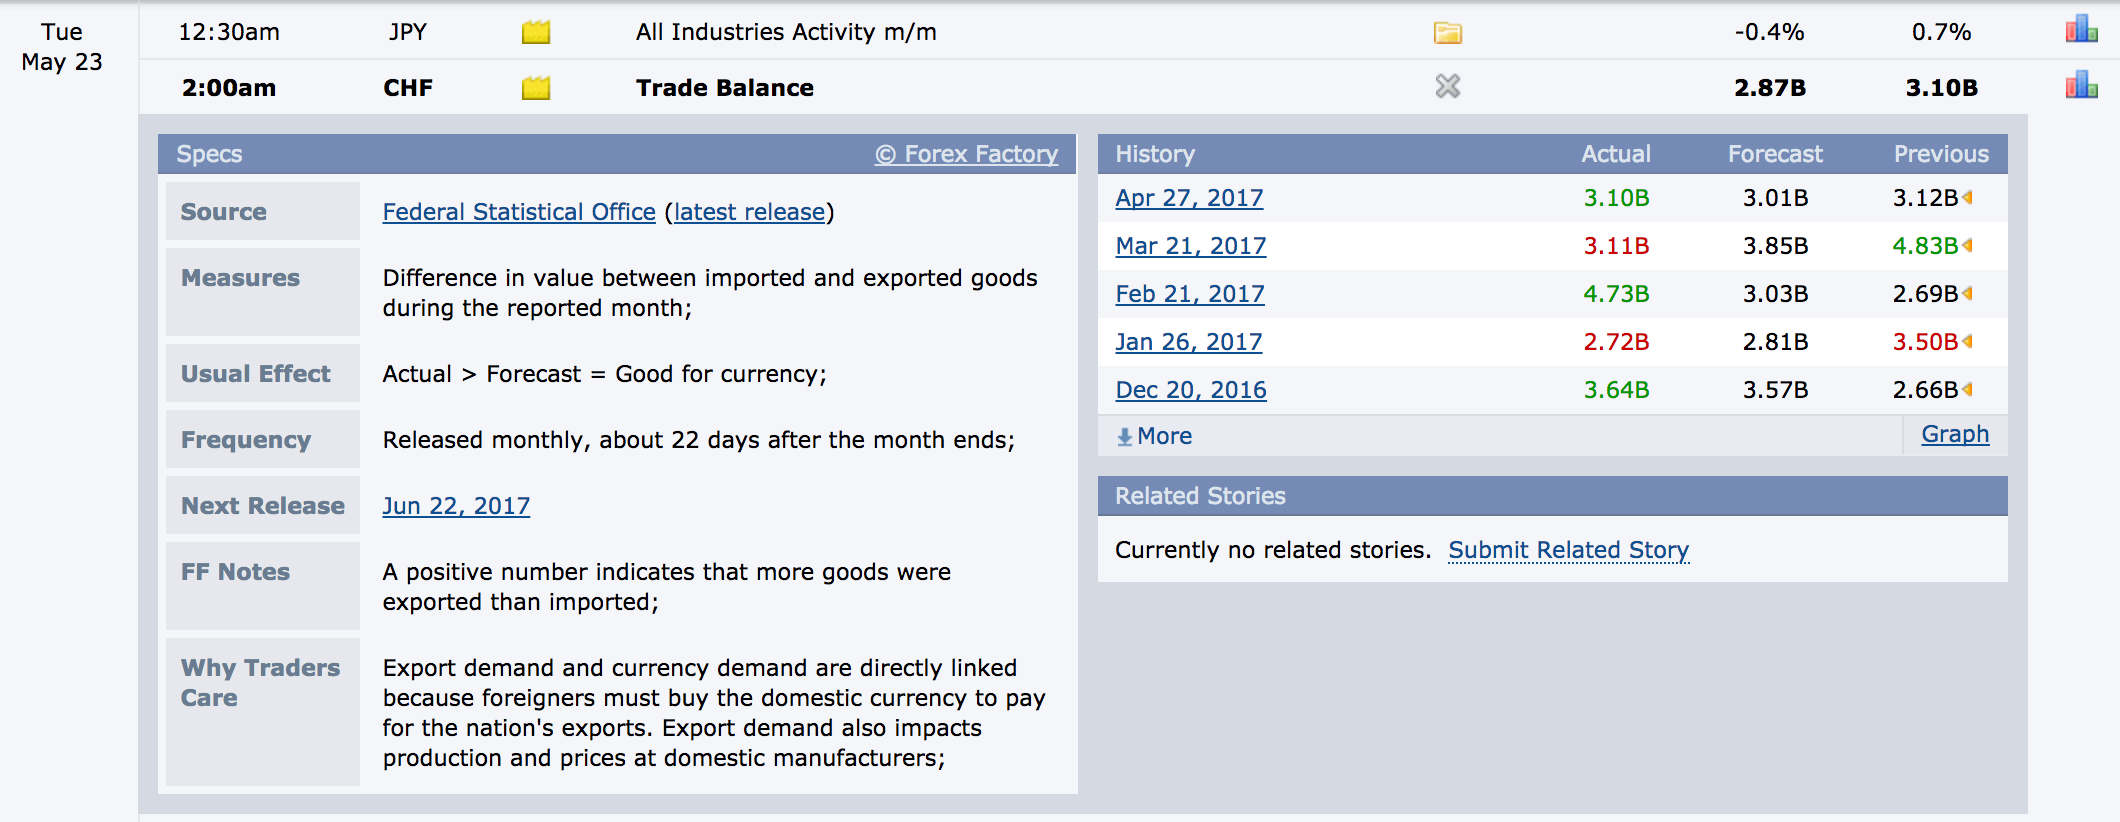 Tue
May 23
12:30am JPY All Industries Activity m/m -0.4% 0.7%
2:00am CHF Trade Balance 2.87B 3.10B
Specs © Forex Factory
Source Federal Statistical Office (latest release)
Measures Difference in value between imported and exported goods
during the reported month;
Usual Effect Actual > Forecast = Good for currency;
Frequency Released monthly, about 22 days after the month ends;
Next Release Jun 22, 2017
FF Notes A positive number indicates that more goods were
exported than imported;
Why Traders
Care
Export demand and currency demand are directly linked
because foreigners must buy the domestic currency to pay
for the nation's exports. Export demand also impacts
production and prices at domestic manufacturers;
History Actual Forecast Previous
Apr 27, 2017 3.10B 3.01B 3.12B
Mar 21, 2017 3.11B 3.85B 4.83B
Feb 21, 2017 4.73B 3.03B 2.69B
Jan 26, 2017 2.72B 2.81B 3.50B
Dec 20, 2016 3.64B 3.57B 2.66B
More Graph
Related Stories
Currently no related stories. Submit Related Story